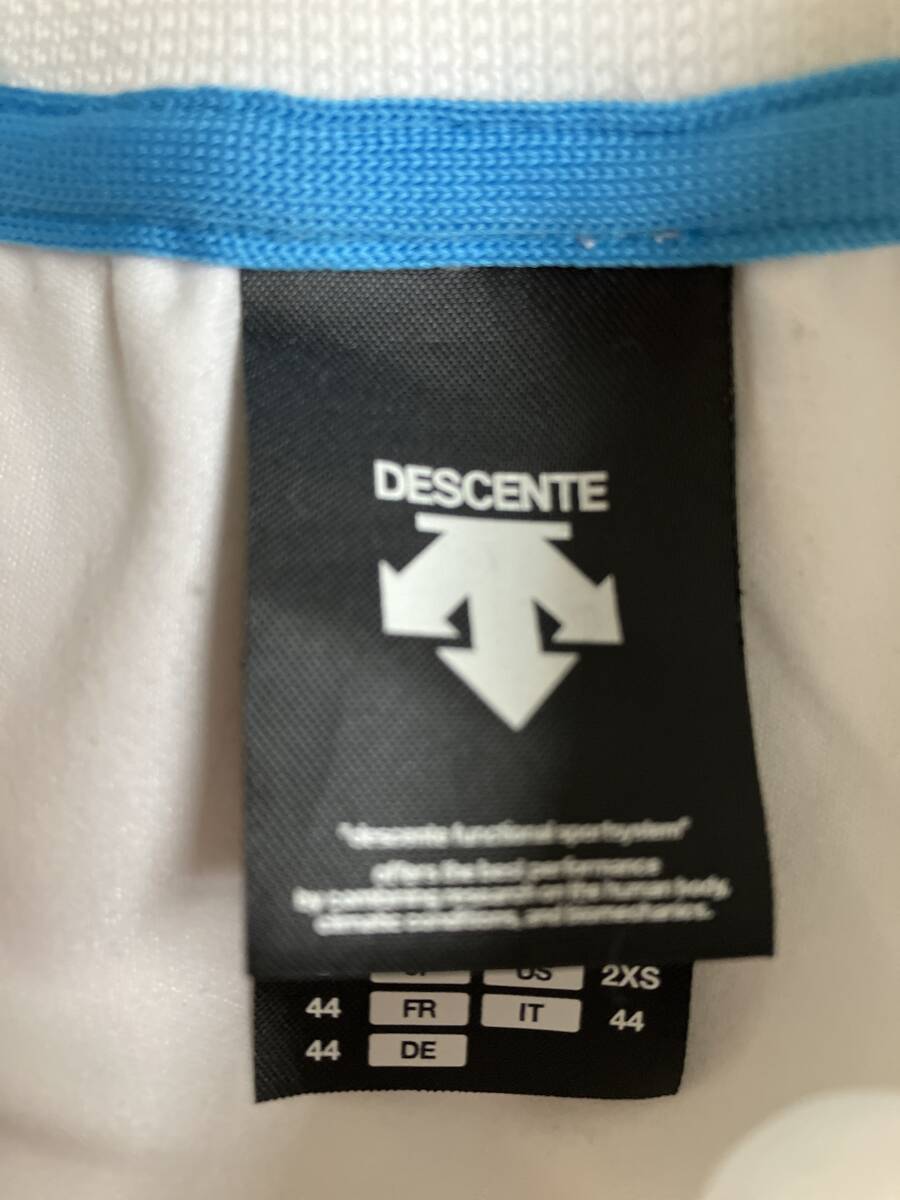 DESCENTE
"descente functional sportsystem"
offers the best performance
by combining research on the human body,
climatic conditions, and biomechanics.
US 2XS
44 FR IT 44
44 DE